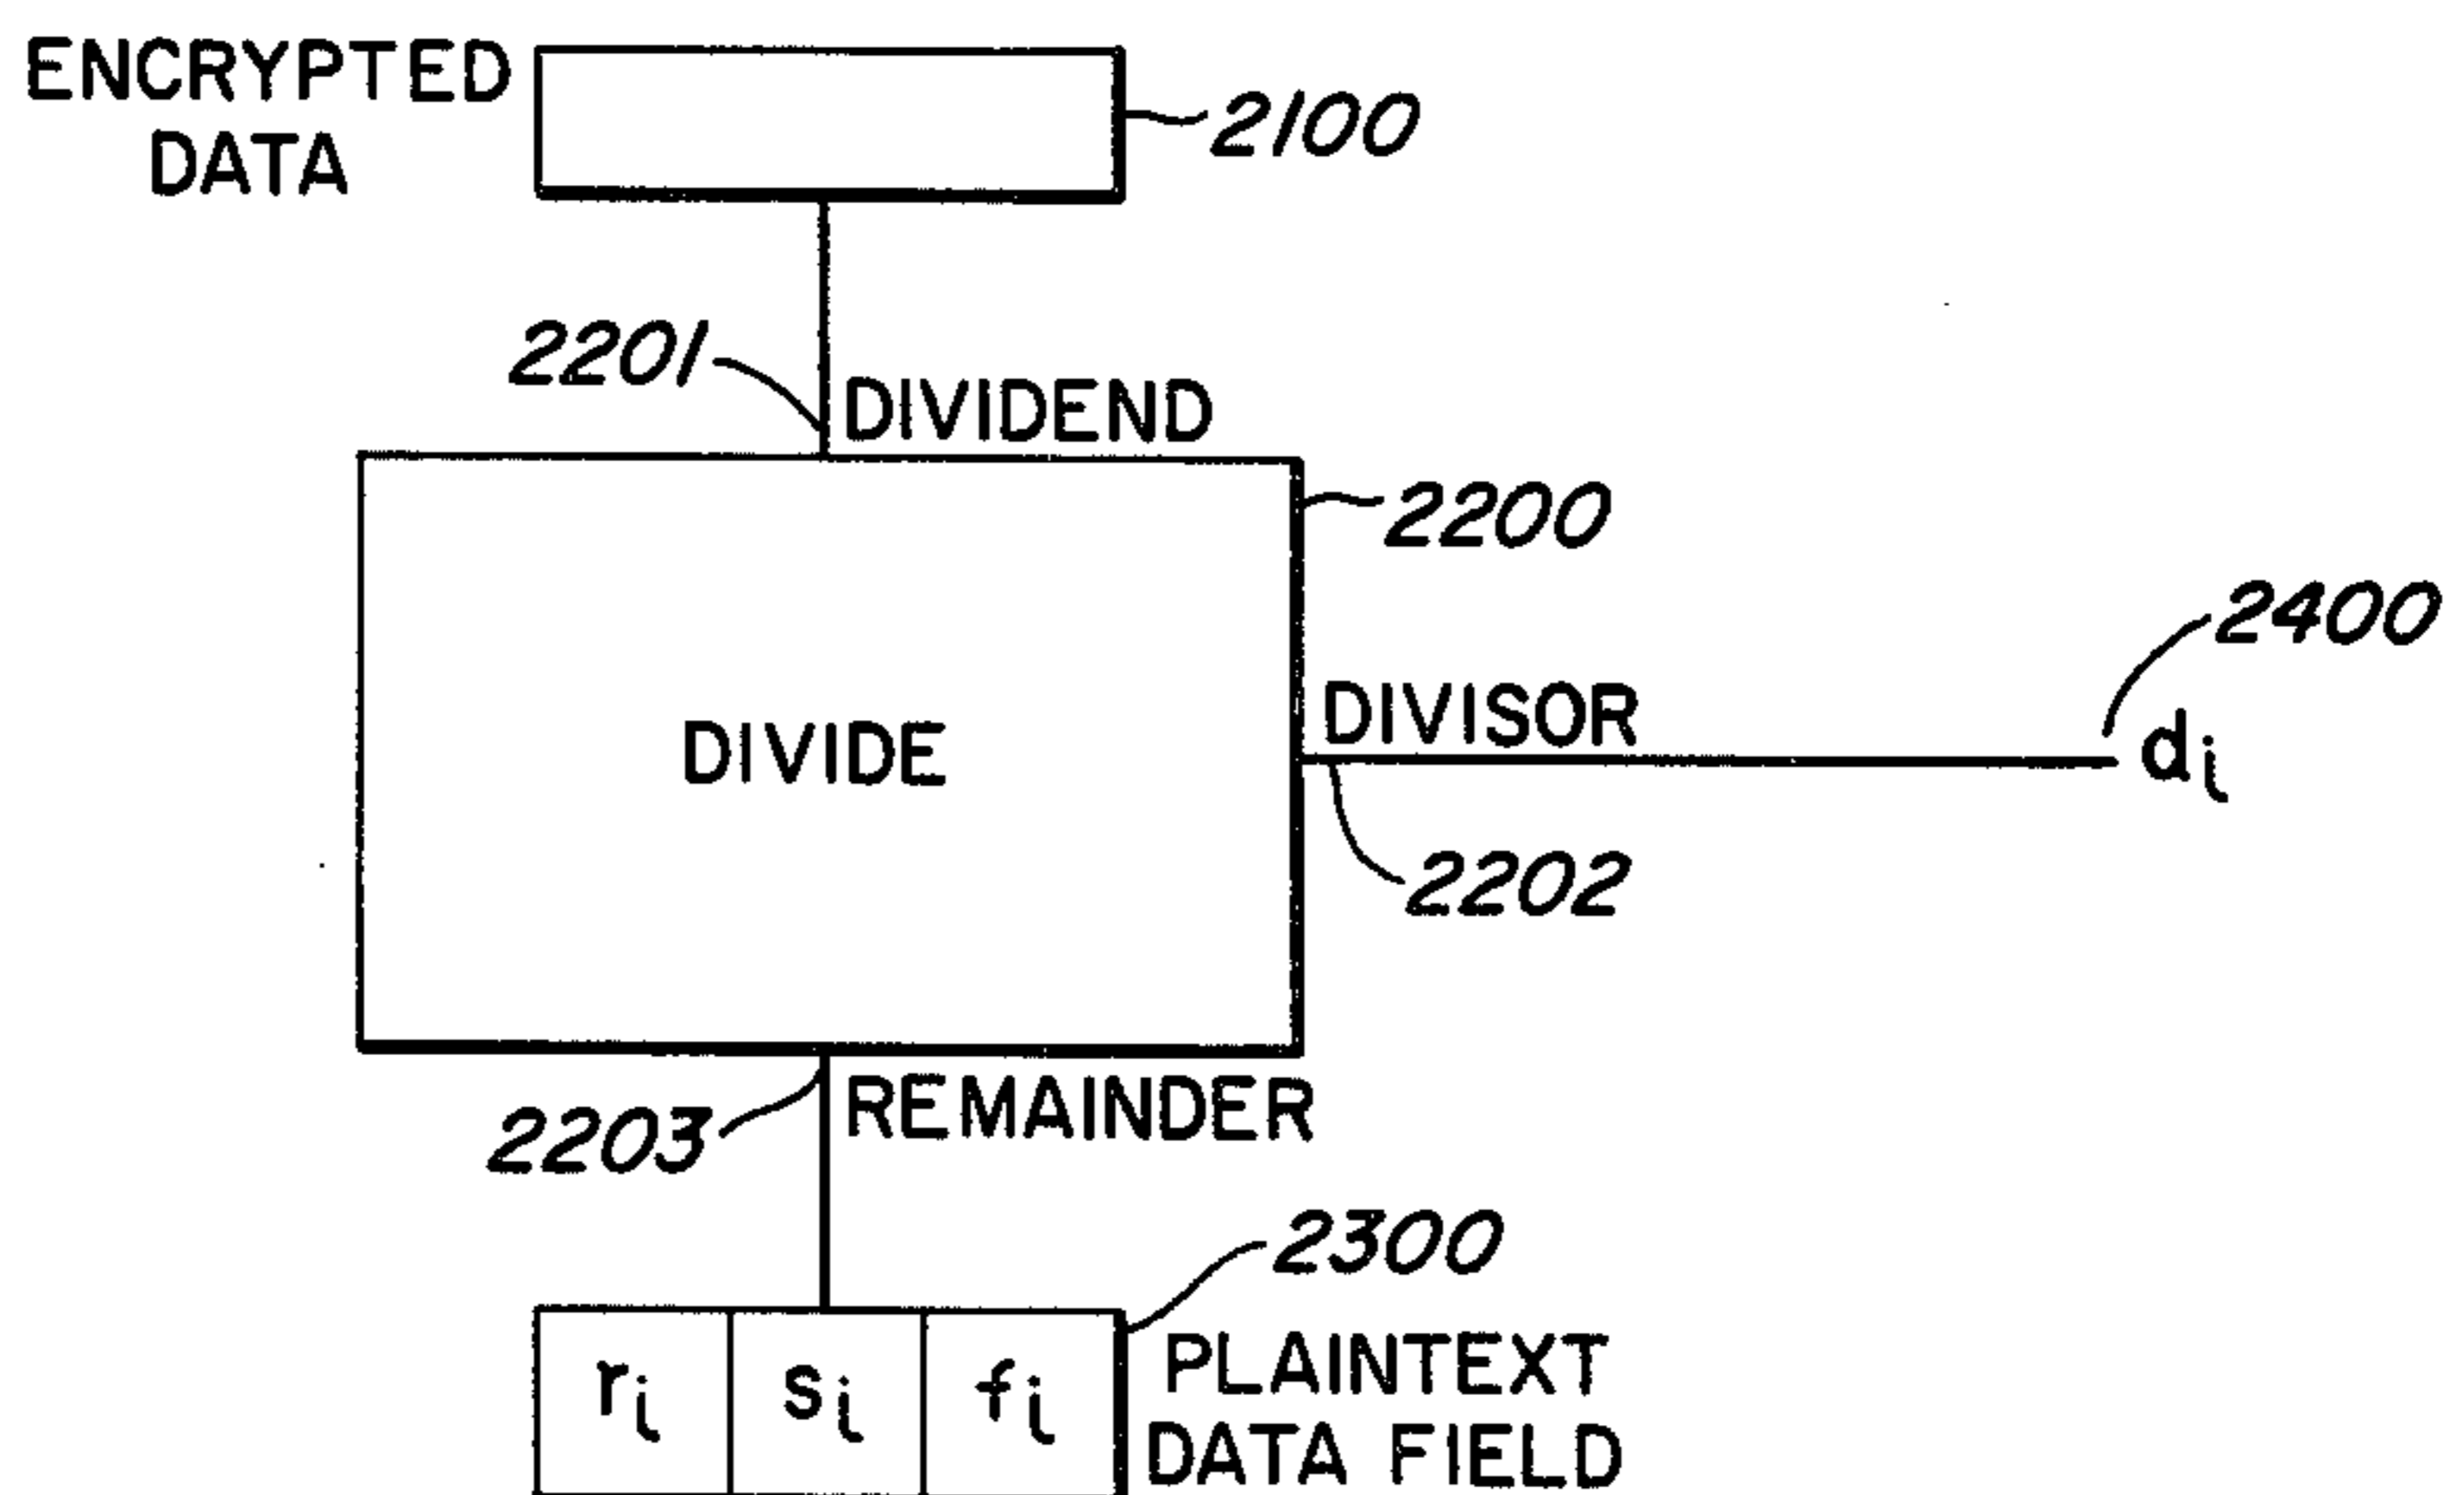 ENCRYPTED
DATA
2100
2201
DIVIDEND
2200
2400
DIVIDE
DIVISOR
di
2202
REMAINDER
2203
2300
ri si fi
PLAINTEXT
DATA FIELD